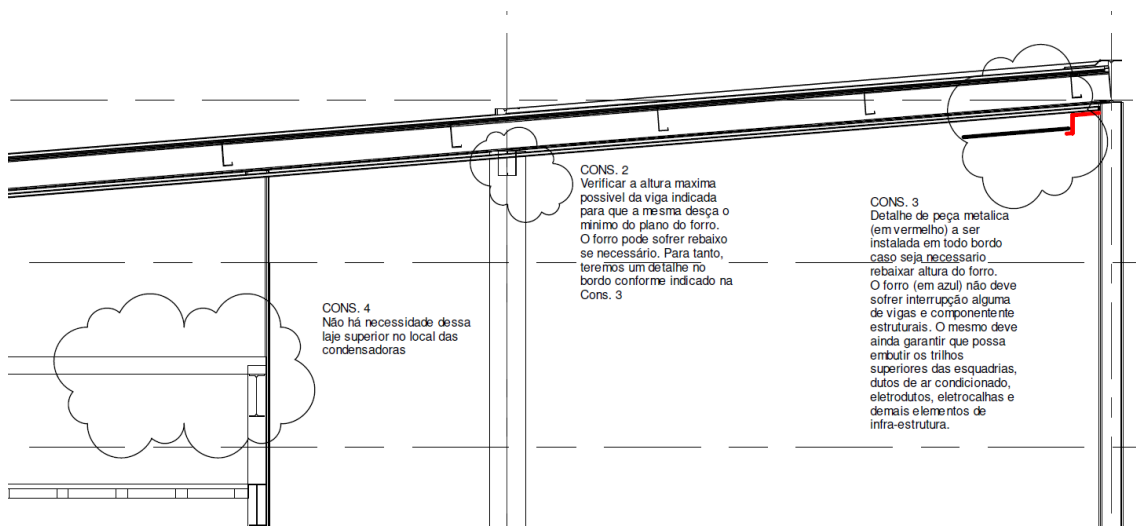 CONS. 2
Verificar a altura maxima
possivel da viga indicada
para que a mesma desça o
minimo do plano do forro.
O forro pode sofrer rebaixo
se necessário. Para tanto,
teremos um detalhe no
bordo conforme indicado na
Cons. 3
CONS. 3
Detalhe de peça metalica
(em vermelho) a ser
instalada em todo bordo
caso seja necessario
rebaixar altura do forro.
O forro (em azul) não deve
sofrer interrupção alguma
de vigas e componentente
estruturais. O mesmo deve
ainda garantir que possa
embutir os trilhos
superiores das esquadrias,
dutos de ar condicionado,
eletrodutos, eletrocalhas e
demais elementos de
infra-estrutura.
CONS. 4
Não há necessidade dessa
laje superior no local das
condensadoras